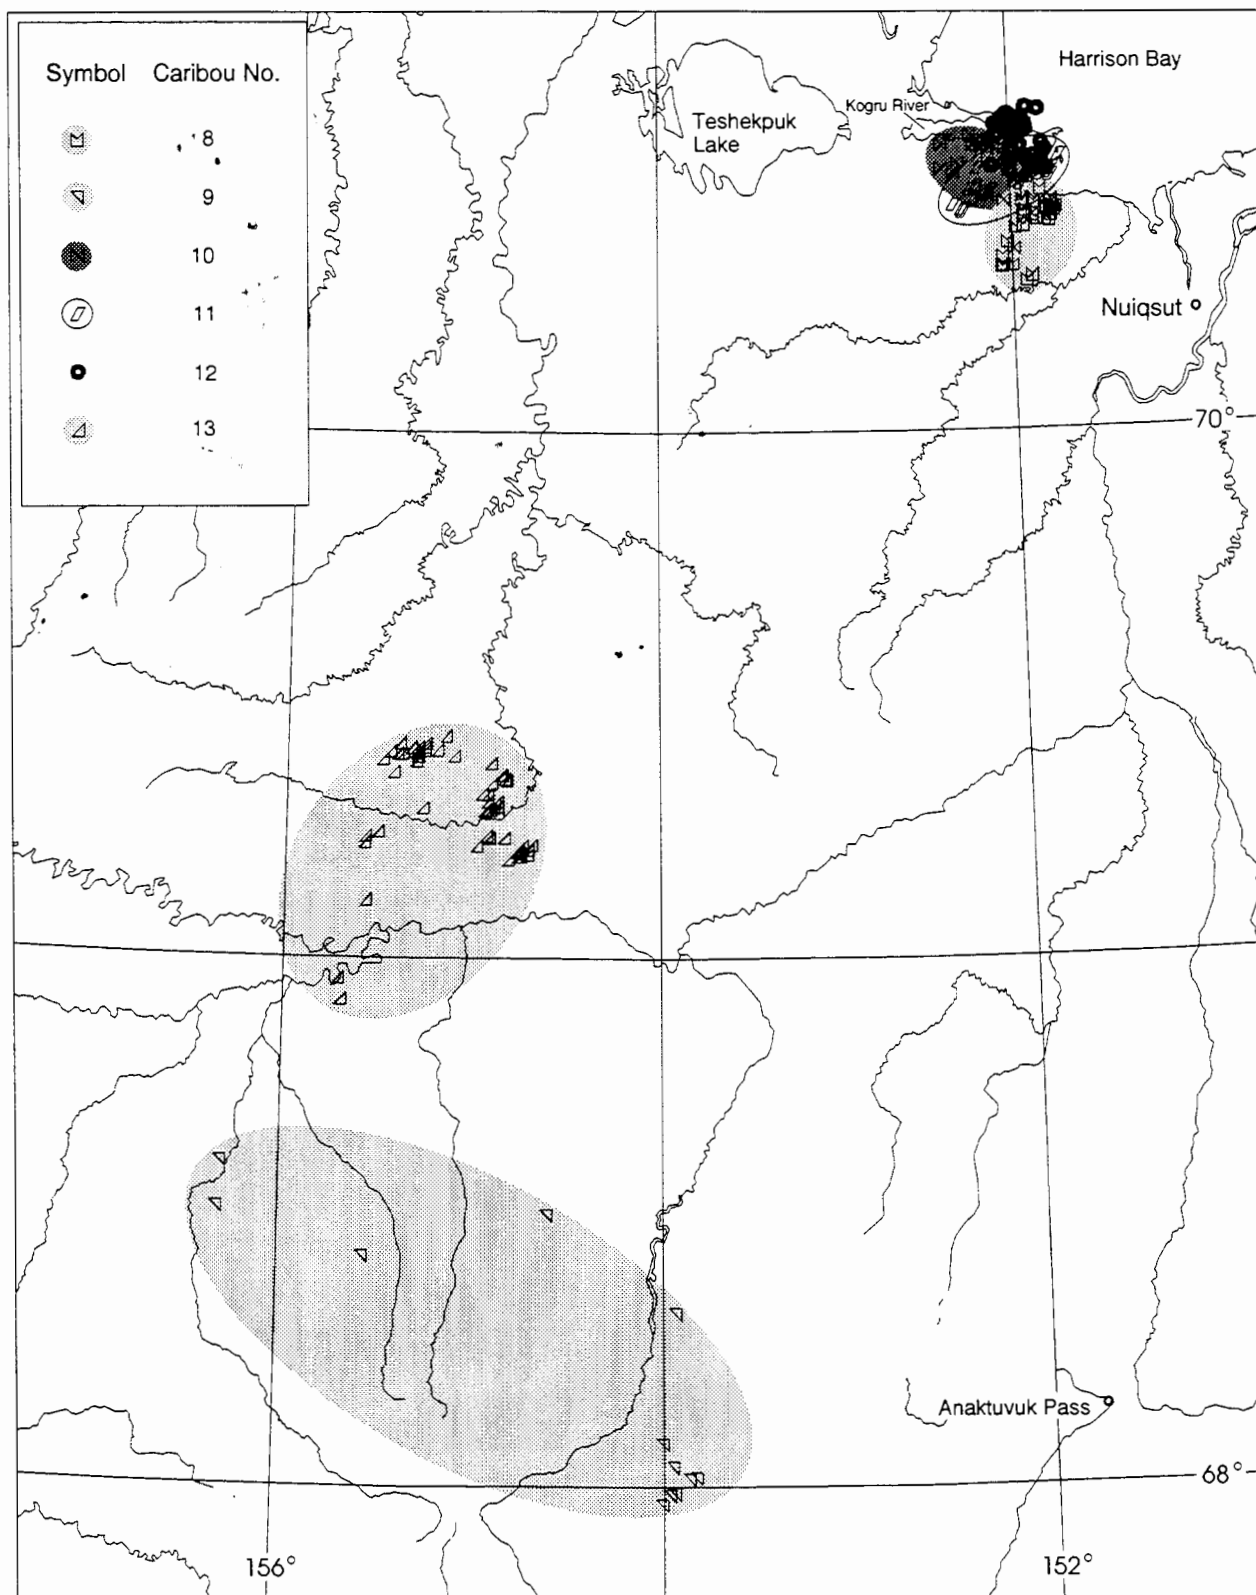 Symbol Caribou No.
8
9
10
11
12
13
Harrison Bay
Kogru River
Teshekpuk
Lake
Nuiqsut
70°
Anaktuvuk Pass
68°
156°
152°